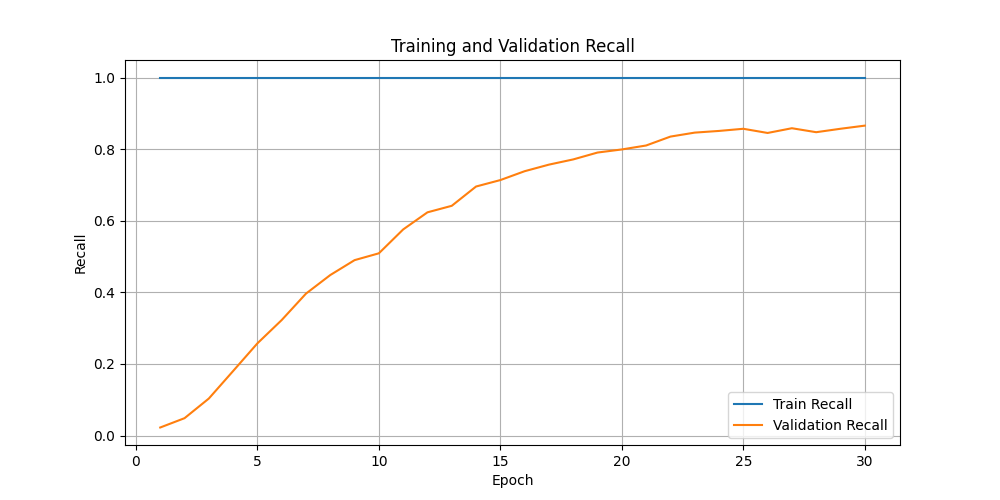 Training and Validation Recall
Recall
1.0
0.8
0.6
0.4
0.2
0.0
0 5 10 15 20 25 30
Epoch
Train Recall
Validation Recall